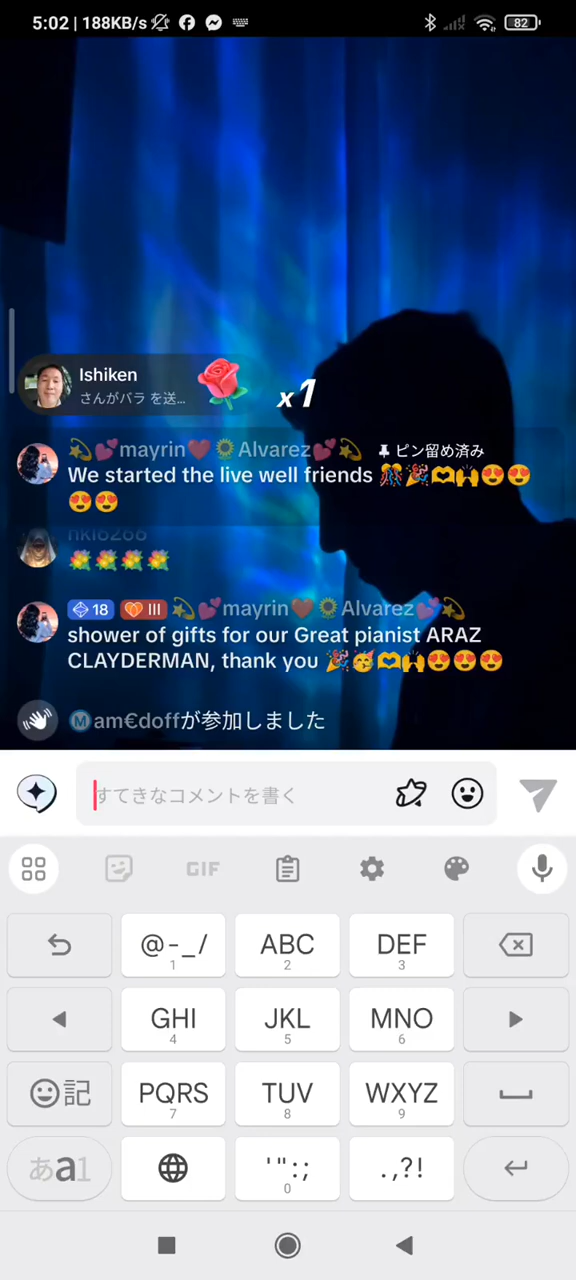 5:02 | 188KB/s
82
Ishiken
さんがバラ を送...
x1
mayrin❤️🌻Alvarez💕💫 ピン留め済み
We started the live well friends 🎊🎉🫶🙌😍😍
😍😍
nki6266
💐💐💐💐
18 III 💫💕mayrin❤️🌻Alvarez💕💫
shower of gifts for our Great pianist ARAZ
CLAYDERMAN, thank you 🎉🥳🫶🙌😍😍😍
Ⓜam€doffが参加しました
すてきなコメントを書く
GIF
@-_/ ABC DEF
1 2 3
GHI JKL MNO
4 5 6
記 PQRS TUV WXYZ
7 8 9
あa1 '":; .,?!
0